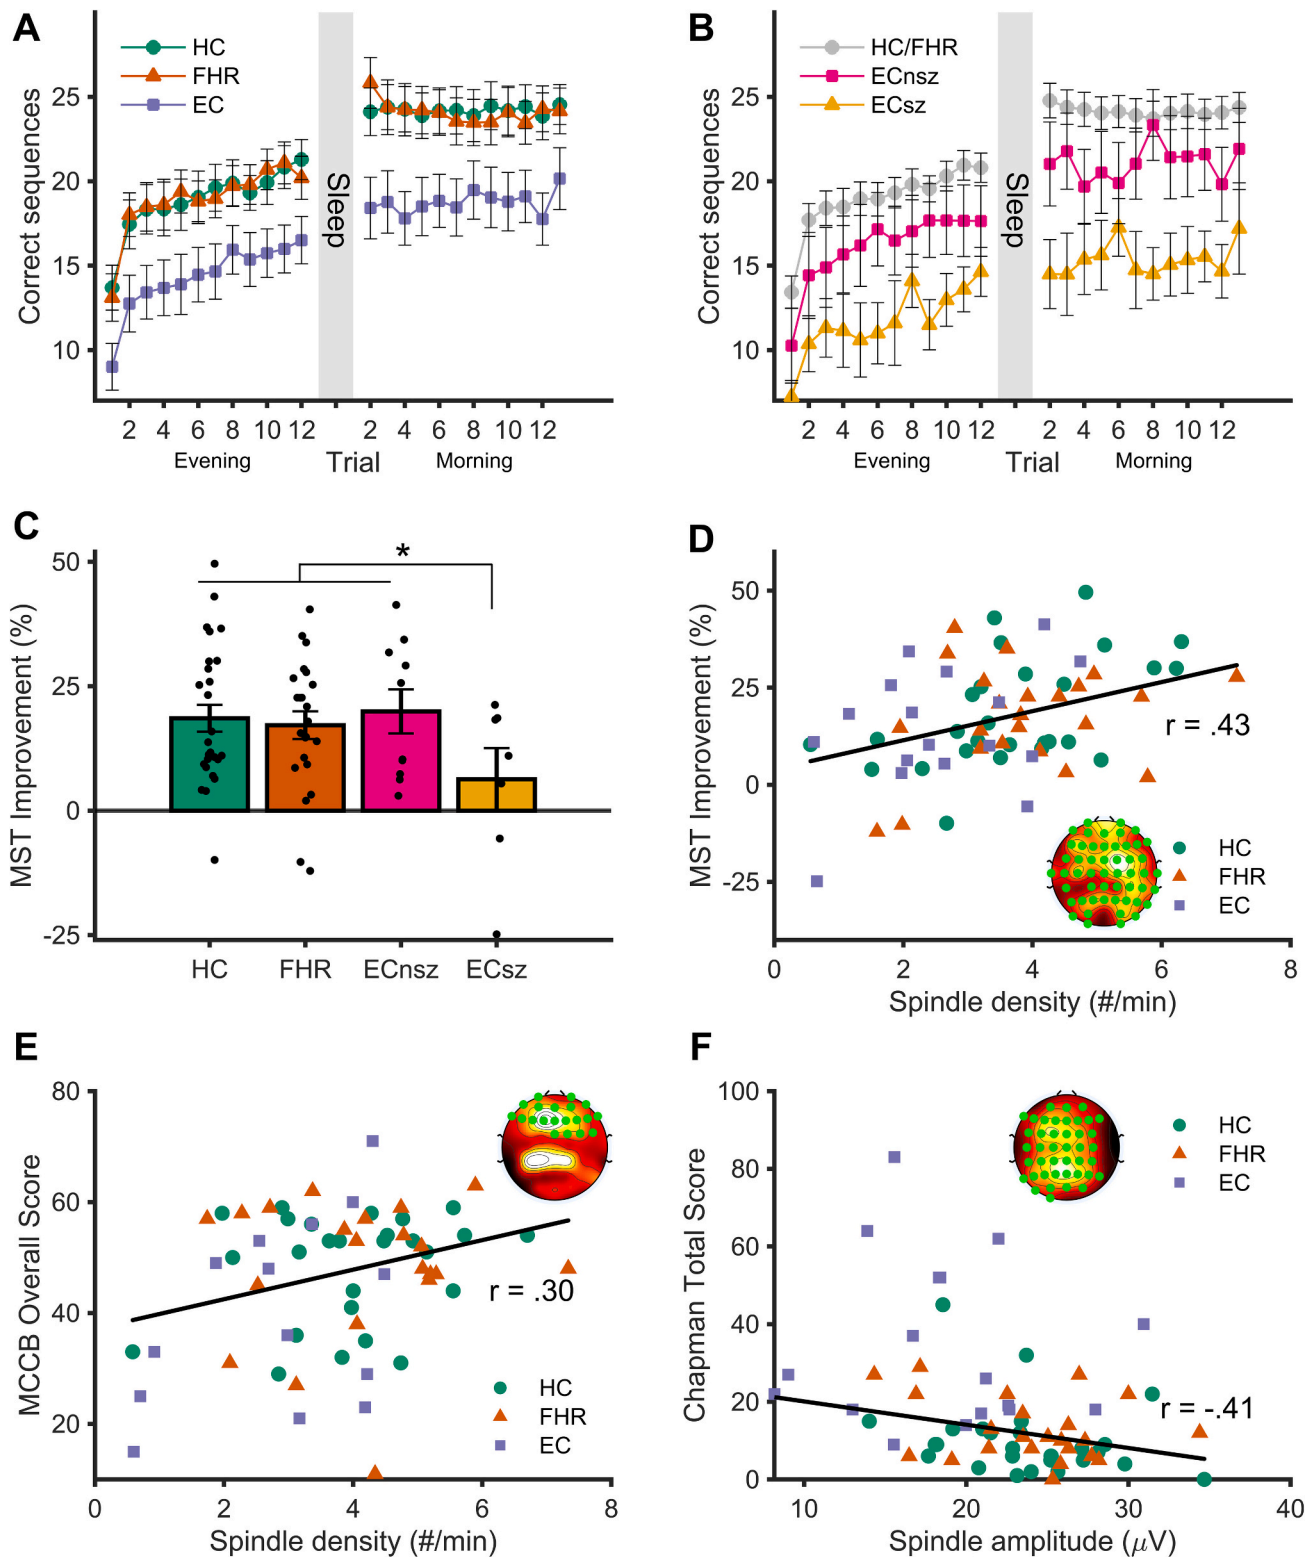 A
HC
FHR
EC
Correct sequences
25
20
15
10
Sleep
2 4 6 8 10 12 2 4 6 8 10 12
Evening Trial Morning
B
HC/FHR
ECnsz
ECsz
Correct sequences
25
20
15
10
Sleep
2 4 6 8 10 12 2 4 6 8 10 12
Evening Trial Morning
C
MST Improvement (%)
50
25
0
-25
*
HC FHR ECnsz ECsz
D
MST Improvement (%)
50
25
0
-25
r = .43
HC
FHR
EC
0 2 4 6 8
Spindle density (#/min)
E
MCCB Overall Score
80
60
40
20
r = .30
HC
FHR
EC
0 2 4 6 8
Spindle density (#/min)
F
Chapman Total Score
100
80
60
40
20
0
HC
FHR
EC
r = -.41
10 20 30 40
Spindle amplitude (μV)